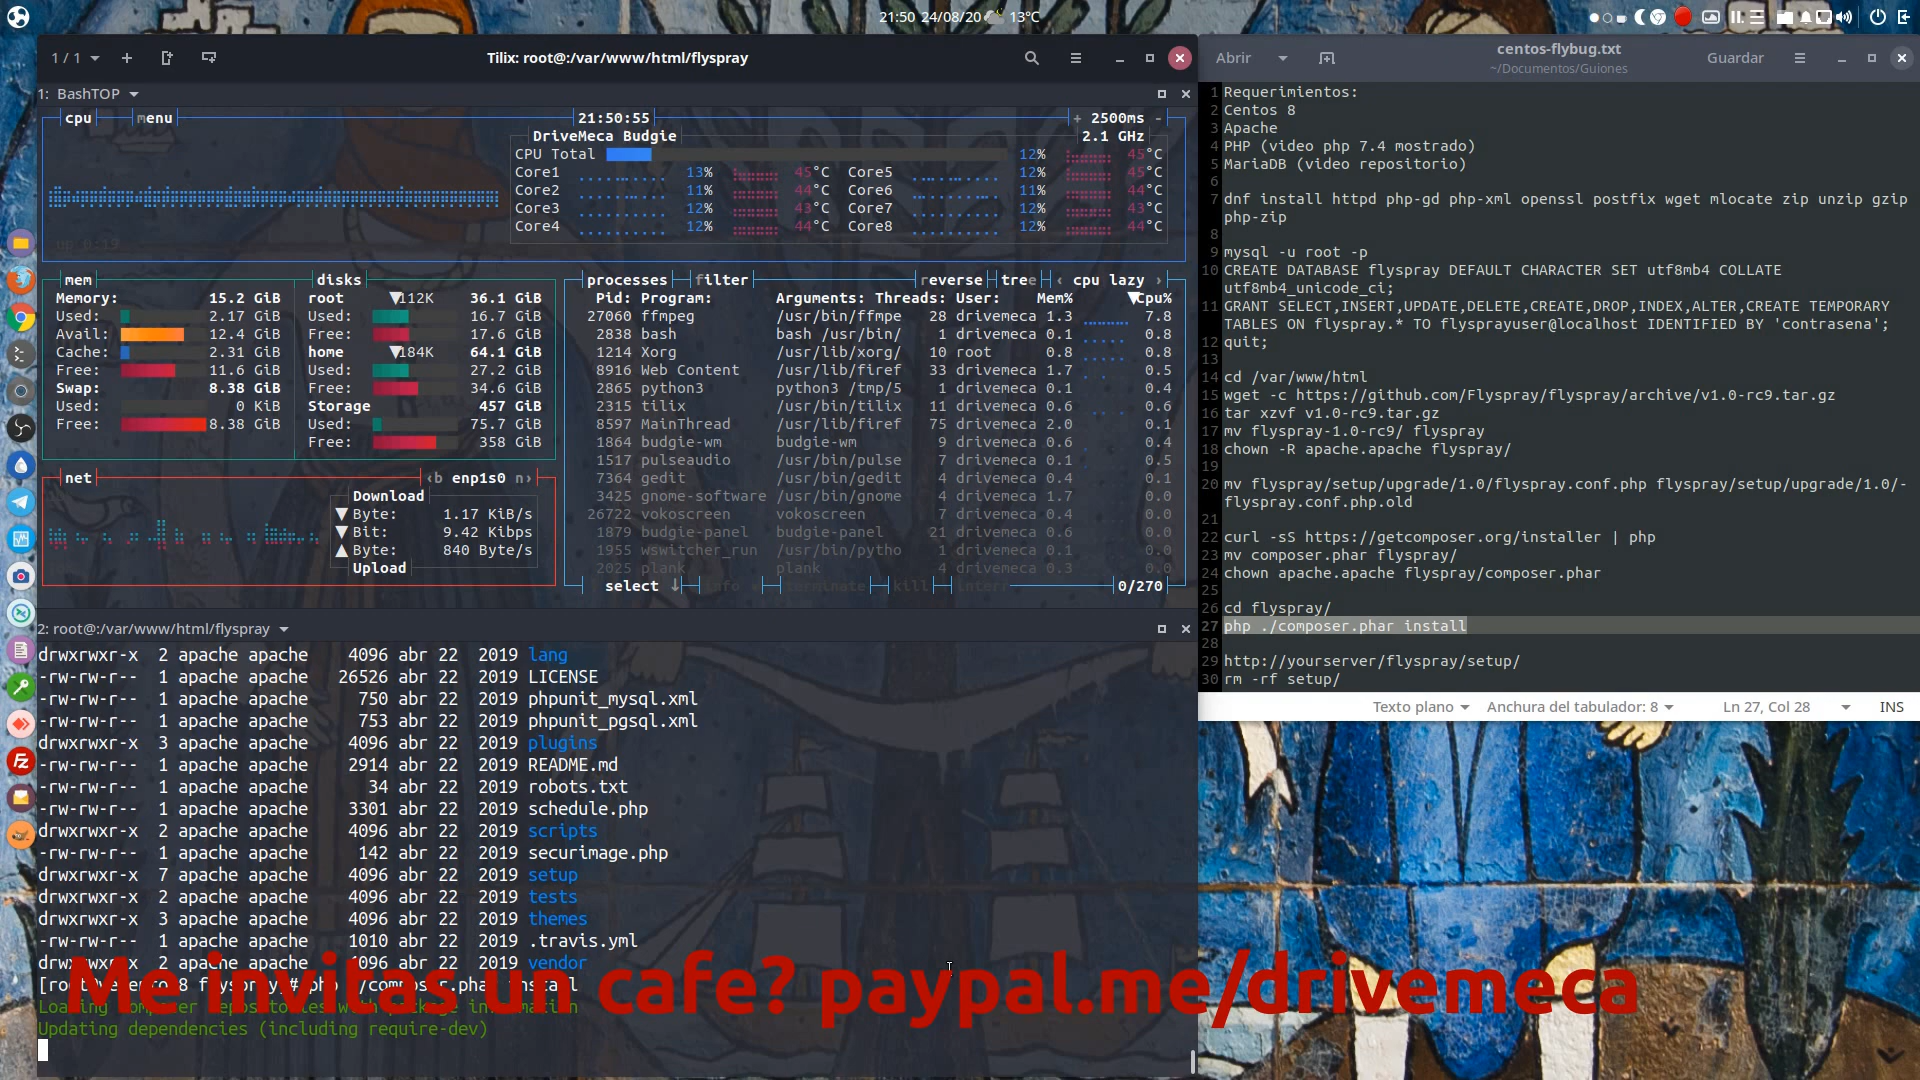 21:50 24/08/20 13°C
1 / 1
Tilix: root@:/var/www/html/flyspray
1: BashTOP
cpu menu 21:50:55 + 2500ms -
DriveMeca Budgie 2.1 GHz
CPU Total 12% 45°C
Core1 13% 45°C Core5 12% 45°C
Core2 11% 44°C Core6 11% 44°C
Core3 12% 43°C Core7 12% 43°C
Core4 12% 44°C Core8 12% 44°C
up 0:19
mem disks
Memory: 15.2 GiB root ▼112K 36.1 GiB
Used: 2.17 GiB Used: 16.7 GiB
Avail: 12.4 GiB Free: 17.6 GiB
Cache: 2.31 GiB home ▼184K 64.1 GiB
Free: 11.6 GiB Used: 27.2 GiB
Swap: 8.38 GiB Free: 34.6 GiB
Used: 0 KiB Storage 457 GiB
Free: 8.38 GiB Used: 75.7 GiB
Free: 358 GiB
net ‹b enp1s0 n›
Download
▼ Byte: 1.17 KiB/s
▼ Bit: 9.42 Kibps
▲ Byte: 840 Byte/s
Upload
processes filter reverse tree ‹ cpu lazy ›
Pid: Program: Arguments: Threads: User: Mem% ▼Cpu%
27060 ffmpeg /usr/bin/ffmpe 28 drivemeca 1.3 7.8
2838 bash bash /usr/bin/ 1 drivemeca 0.1 0.8
1214 Xorg /usr/lib/xorg/ 10 root 0.8 0.8
8916 Web Content /usr/lib/firef 33 drivemeca 1.7 0.5
2865 python3 python3 /tmp/5 1 drivemeca 0.1 0.4
2315 tilix /usr/bin/tilix 11 drivemeca 0.6 0.6
8597 MainThread /usr/lib/firef 75 drivemeca 2.0 0.1
1864 budgie-wm budgie-wm 9 drivemeca 0.6 0.4
1517 pulseaudio /usr/bin/pulse 7 drivemeca 0.1 0.5
7364 gedit /usr/bin/gedit 4 drivemeca 0.4 0.1
3425 gnome-software /usr/bin/gnome 4 drivemeca 1.7 0.0
26722 vokoscreen vokoscreen 7 drivemeca 0.4 0.0
1879 budgie-panel budgie-panel 21 drivemeca 0.6 0.0
1955 wswitcher_run /usr/bin/pytho 1 drivemeca 0.1 0.0
2025 plank plank 4 drivemeca 0.3 0.0
select ↓ info terminate kill interr 0/270
2: root@:/var/www/html/flyspray
drwxrwxr-x 2 apache apache 4096 abr 22 2019 lang
-rw-rw-r-- 1 apache apache 26526 abr 22 2019 LICENSE
-rw-rw-r-- 1 apache apache 750 abr 22 2019 phpunit_mysql.xml
-rw-rw-r-- 1 apache apache 753 abr 22 2019 phpunit_pgsql.xml
drwxrwxr-x 3 apache apache 4096 abr 22 2019 plugins
-rw-rw-r-- 1 apache apache 2914 abr 22 2019 README.md
-rw-rw-r-- 1 apache apache 34 abr 22 2019 robots.txt
-rw-rw-r-- 1 apache apache 3301 abr 22 2019 schedule.php
drwxrwxr-x 2 apache apache 4096 abr 22 2019 scripts
-rw-rw-r-- 1 apache apache 142 abr 22 2019 securimage.php
drwxrwxr-x 7 apache apache 4096 abr 22 2019 setup
drwxrwxr-x 2 apache apache 4096 abr 22 2019 tests
drwxrwxr-x 3 apache apache 4096 abr 22 2019 themes
-rw-rw-r-- 1 apache apache 1010 abr 22 2019 .travis.yml
drwxrwxr-x 2 apache apache 4096 abr 22 2019 vendor
flyspray]# php ./composer.phar install
Loading composer repositories with package information
Updating dependencies (including require-dev)
Me invitas un cafe? paypal.me/drivemeca
Abrir centos-flybug.txt Guardar
~/Documentos/Guiones
1 Requerimientos:
2 Centos 8
3 Apache
4 PHP (video php 7.4 mostrado)
5 MariaDB (video repositorio)
6
7 dnf install httpd php-gd php-xml openssl postfix wget mlocate zip unzip gzip
php-zip
8
9 mysql -u root -p
10 CREATE DATABASE flyspray DEFAULT CHARACTER SET utf8mb4 COLLATE
utf8mb4_unicode_ci;
11 GRANT SELECT,INSERT,UPDATE,DELETE,CREATE,DROP,INDEX,ALTER,CREATE TEMPORARY
TABLES ON flyspray.* TO flysprayuser@localhost IDENTIFIED BY 'contrasena';
12 quit;
13
14 cd /var/www/html
15 wget -c https://github.com/Flyspray/flyspray/archive/v1.0-rc9.tar.gz
16 tar xzvf v1.0-rc9.tar.gz
17 mv flyspray-1.0-rc9/ flyspray
18 chown -R apache.apache flyspray/
19
20 mv flyspray/setup/upgrade/1.0/flyspray.conf.php flyspray/setup/upgrade/1.0/-
flyspray.conf.php.old
21
22 curl -sS https://getcomposer.org/installer | php
23 mv composer.phar flyspray/
24 chown apache.apache flyspray/composer.phar
25
26 cd flyspray/
27 php ./composer.phar install
28
29 http://yourserver/flyspray/setup/
30 rm -rf setup/
Texto plano Anchura del tabulador: 8 Ln 27, Col 28 INS